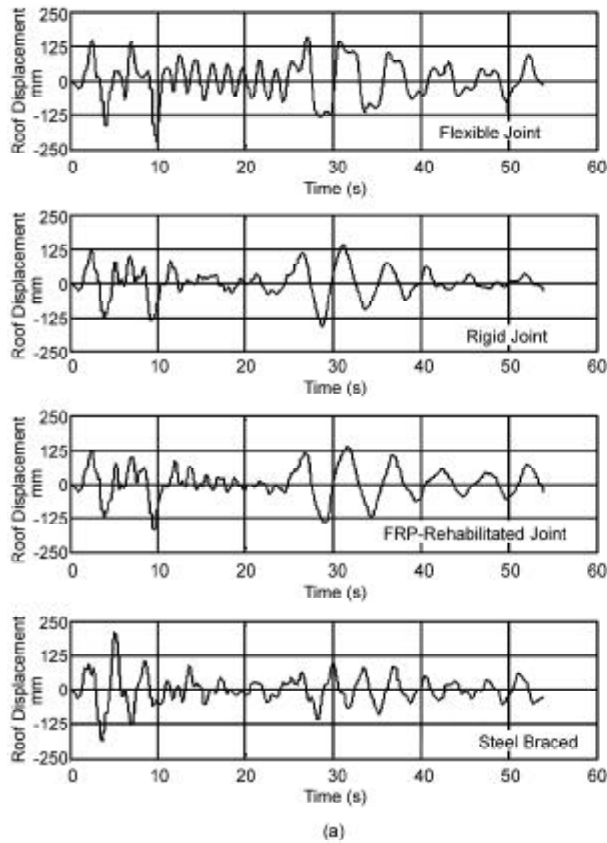 250
125
0
-125
-250
Roof Displacement
mm
Flexible Joint
0 10 20 30 40 50 60
Time (s)
250
125
0
-125
-250
Roof Displacement
mm
Rigid Joint
0 10 20 30 40 50 60
Time (s)
250
125
0
-125
-250
Roof Displacement
mm
FRP-Rehabilitated Joint
0 10 20 30 40 50 60
Time (s)
250
125
0
-125
-250
Roof Displacement
mm
Steel Braced
0 10 20 30 40 50 60
Time (s)
(a)